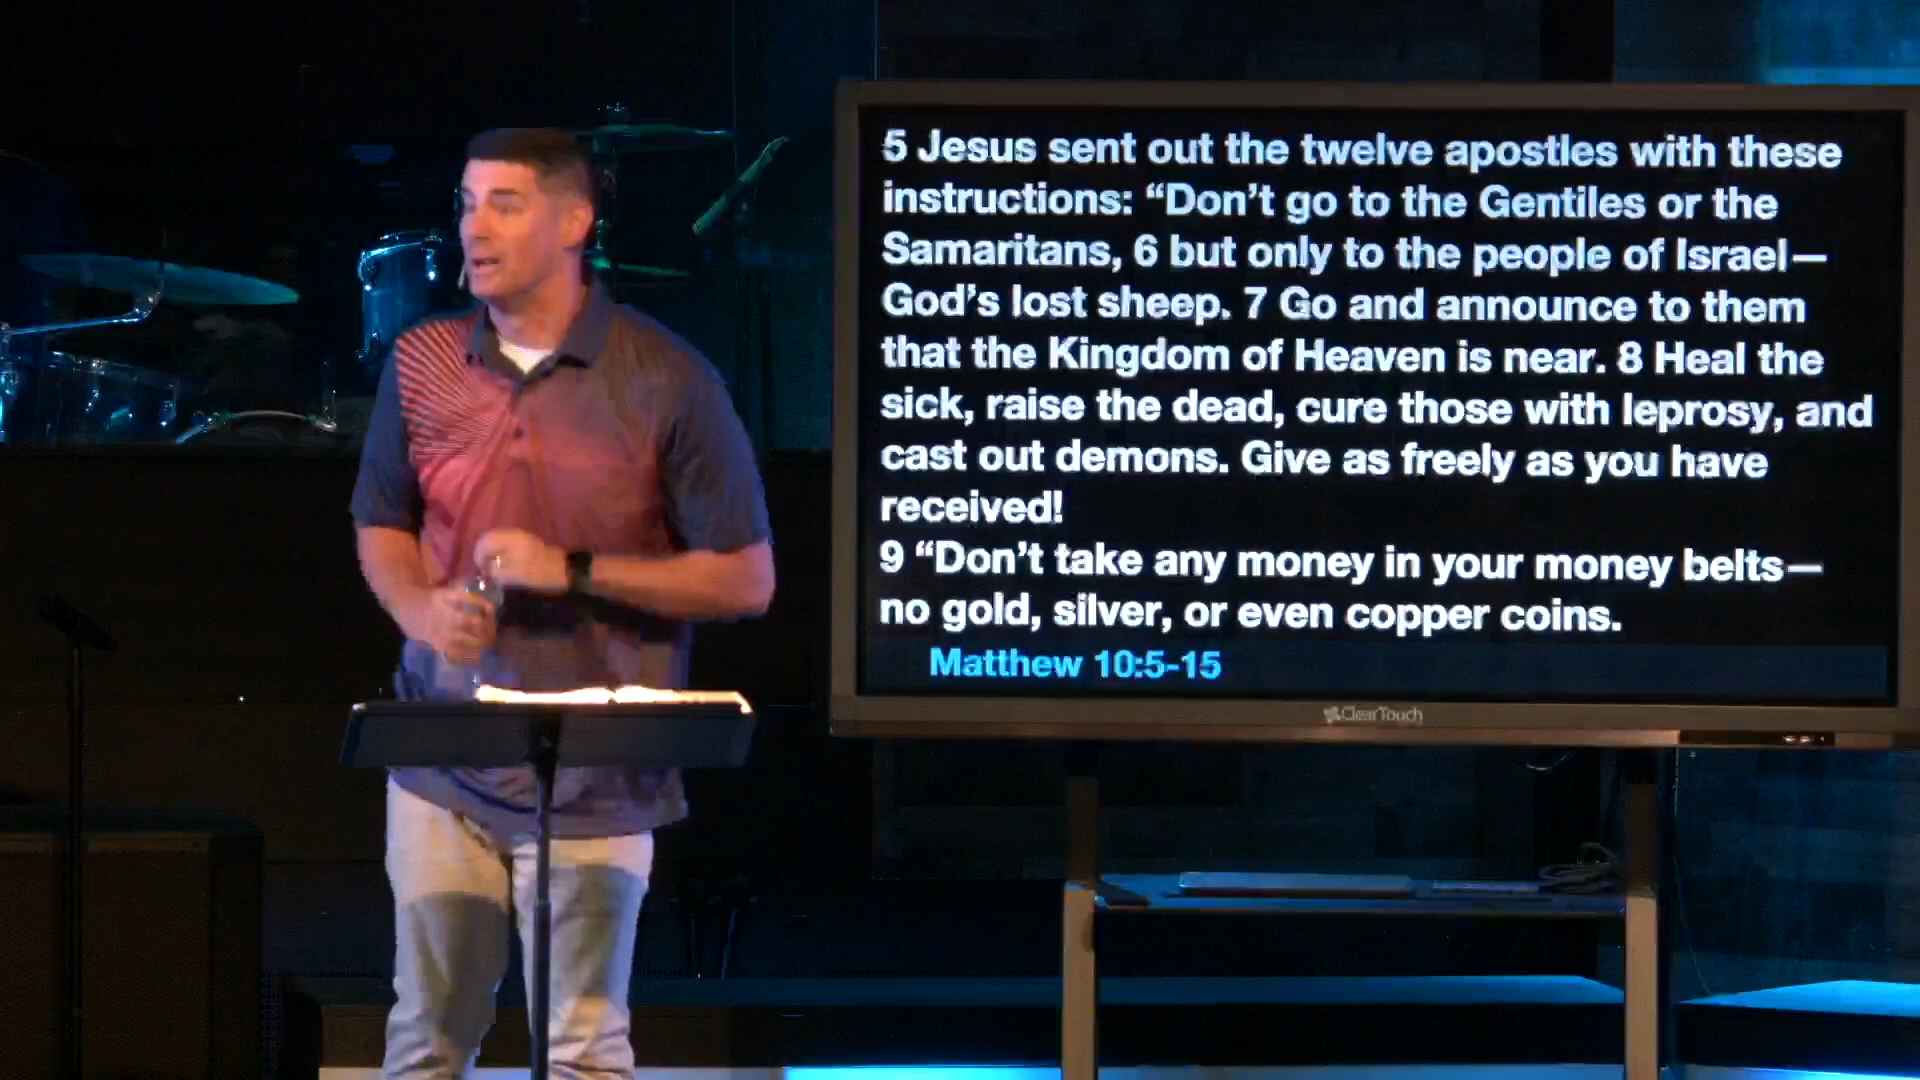 5 Jesus sent out the twelve apostles with these
instructions: “Don’t go to the Gentiles or the
Samaritans, 6 but only to the people of Israel—
God’s lost sheep. 7 Go and announce to them
that the Kingdom of Heaven is near. 8 Heal the
sick, raise the dead, cure those with leprosy, and
cast out demons. Give as freely as you have
received!
9 “Don’t take any money in your money belts—
no gold, silver, or even copper coins.
Matthew 10:5-15
ClearTouch